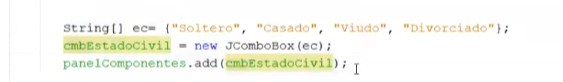 String[] ec= {"Soltero", "Casado", "Viudo", "Divorciado"};
cmbEstadoCivil = new JComboBox(ec);
panelComponentes.add(cmbEstadoCivil);